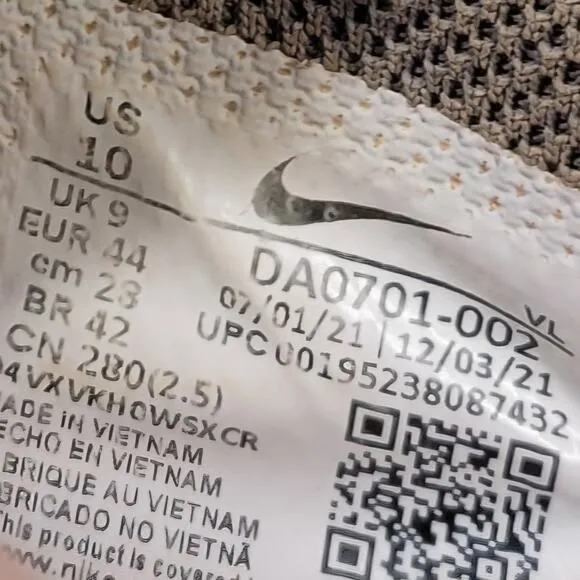 US
10
UK 9
EUR 44
cm 28
BR 42
CN 280(2.5)
DA0701-002 VL
07/01/21 | 12/03/21
UPC 00195238087432
4VXVKH0WSXCR
ADE IN VIETNAM
ECHO EN VIETNAM
BRIQUE AU VIETNAM
BRICADO NO VIETNÃ
This product is covered
www.nike